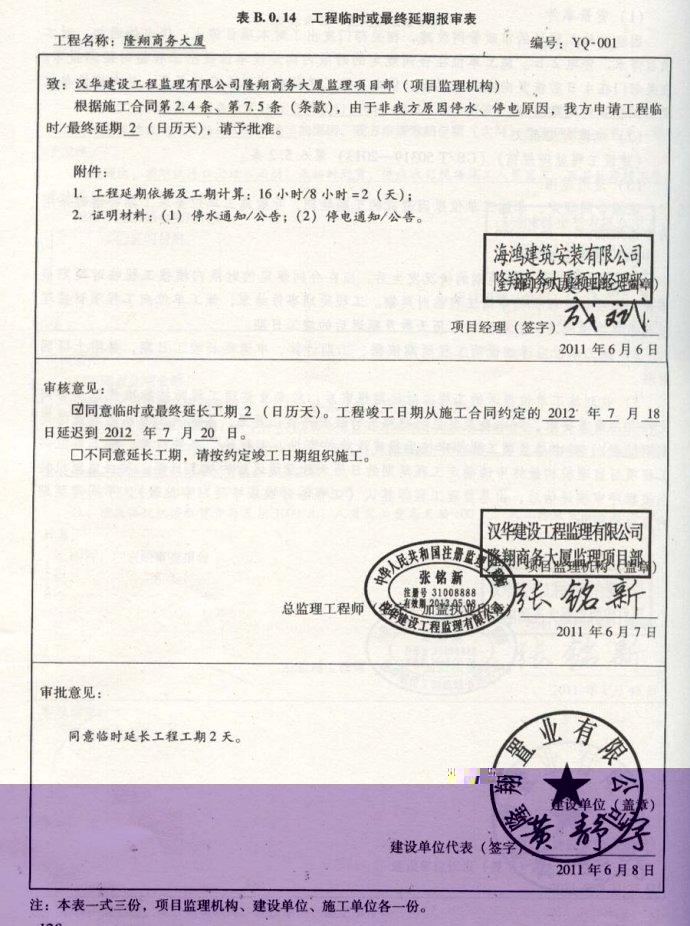 表 B.0.14 工程临时或最终延期报审表
工程名称：隆翔商务大厦 编号：YQ-001
致：汉华建设工程监理有限公司隆翔商务大厦监理项目部（项目监理机构）
根据施工合同第2.4条、第7.5条（条款），由于非我方原因停水、停电原因，我方申请工程临
时/最终延期 2 （日历天），请予批准。
附件：
1. 工程延期依据及工期计算：16小时/8小时=2（天）；
2. 证明材料：（1）停水通知/公告；（2）停电通知/公告。
海鸿建筑安装有限公司
隆翔商务大厦项目经理部
章）
项目经理（签字）成斌
2011年6月6日
审核意见：
☑同意临时或最终延长工期 2 （日历天）。工程竣工日期从施工合同约定的 2012 年 7 月 18
日延迟到 2012 年 7 月 20 日。
□不同意延长工期，请按约定竣工日期组织施工。
汉华建设工程监理有限公司
隆翔商务大厦监理项目部
项目监理机构（盖章）
中华人民共和国注册监理工程师
张铭新
注册号 31008888
有效期 2013.05.08
汉华建设工程监理有限公司
总监理工程师（签字、加盖执业印章）张铭新
2011年6月7日
审批意见：
同意临时延长工程工期2天。
隆翔置业有限公司
建设单位（盖章）
建设单位代表（签字）黄静
2011年6月8日
注：本表一式三份，项目监理机构、建设单位、施工单位各一份。